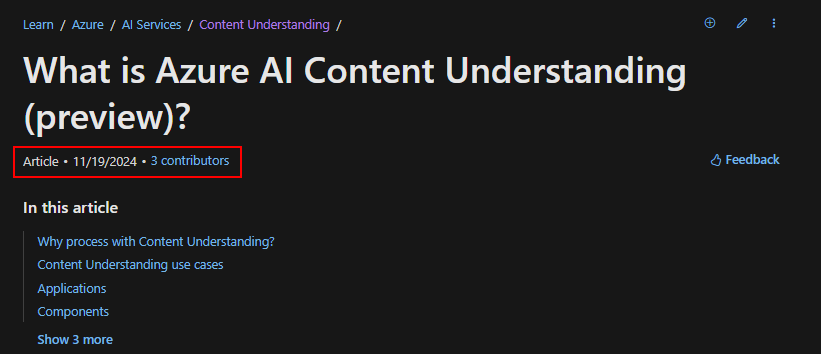 Learn / Azure / AI Services / Content Understanding /
What is Azure AI Content Understanding
(preview)?
Article • 11/19/2024 • 3 contributors
Feedback
In this article
Why process with Content Understanding?
Content Understanding use cases
Applications
Components
Show 3 more